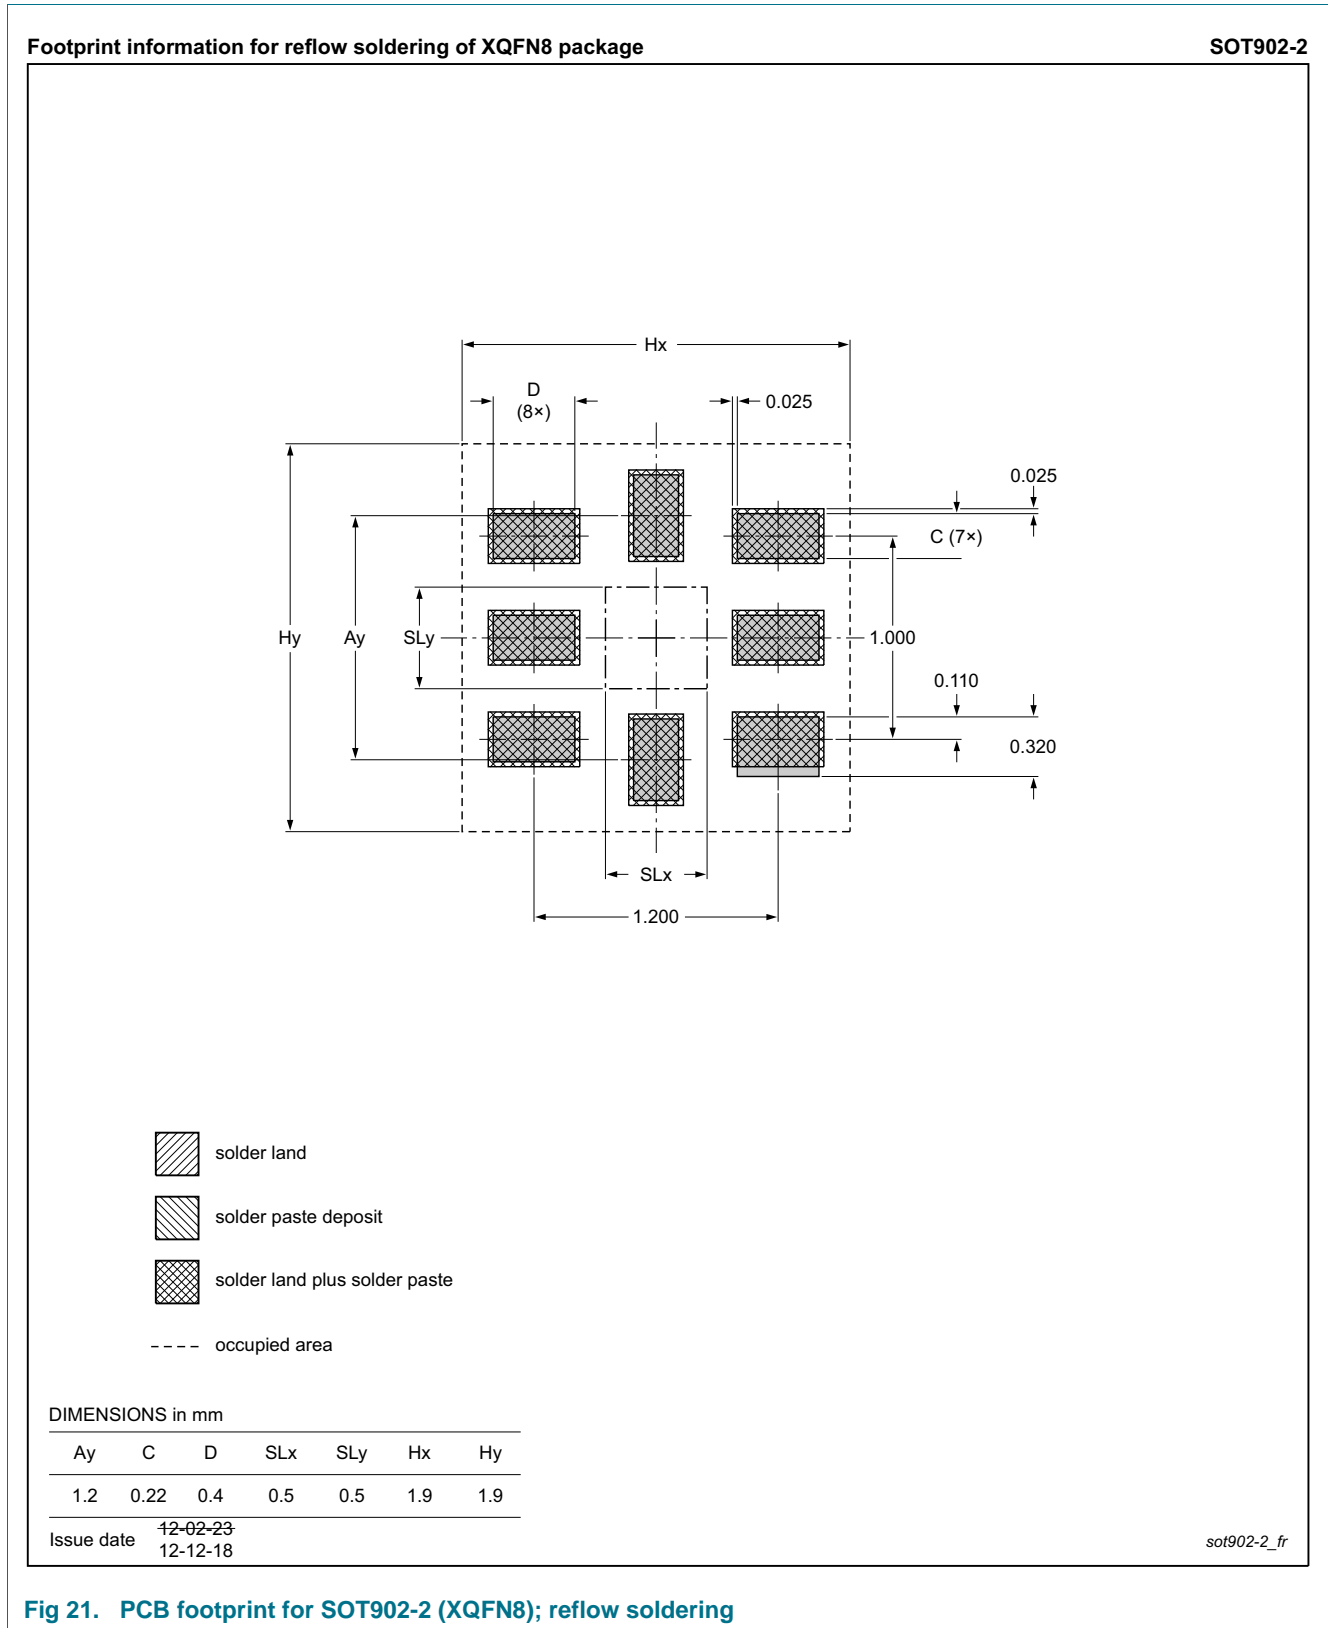 Footprint information for reflow soldering of XQFN8 package SOT902-2
Hx
D
(8×)
0.025
0.025
C (7×)
Hy
Ay
SLy
1.000
0.110
0.320
SLx
1.200
solder land
solder paste deposit
solder land plus solder paste
occupied area
DIMENSIONS in mm
Ay C D SLx SLy Hx Hy
1.2 0.22 0.4 0.5 0.5 1.9 1.9
Issue date 12-02-23
12-12-18
sot902-2_fr
Fig 21. PCB footprint for SOT902-2 (XQFN8); reflow soldering